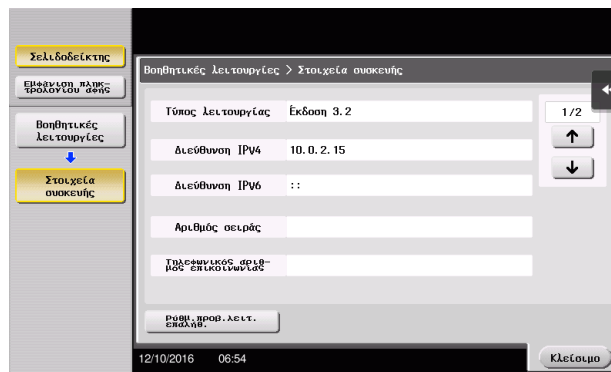 Σελιδοδείκτης
Εμφάνιση πληκ-
τρολογίου αφής
Βοηθητικές
λειτουργίες
Στοιχεία
συσκευής
Βοηθητικές λειτουργίες > Στοιχεία συσκευής
Τύπος λειτουργίας Έκδοση 3.2
1/2
Διεύθυνση IPV4 10.0.2.15
Διεύθυνση IPV6 ::
Αριθμός σειράς
Τηλεφωνικός αριθ-
μός επικοινωνίας
Ρύθμ.προβ.λειτ.
επαλήθ.
12/10/2016 06:54
Κλείσιμο